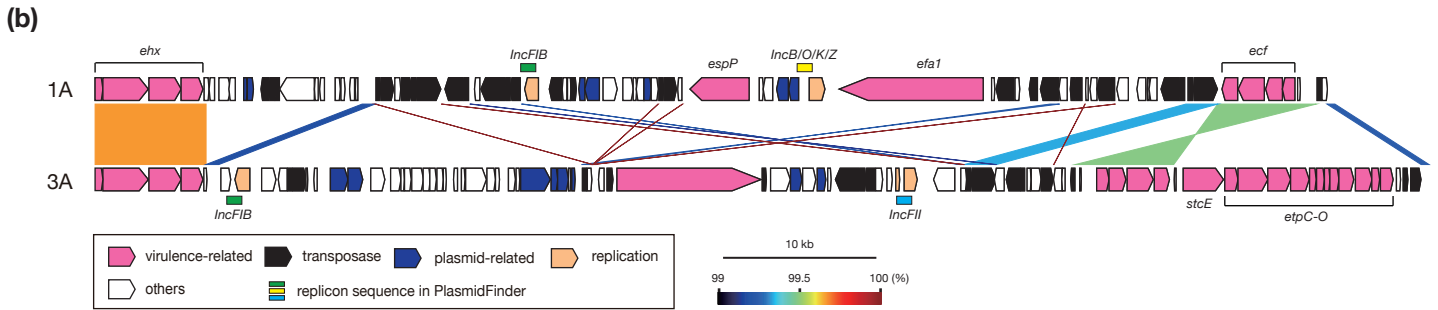 (b)
ehx IncFIB espP IncB/O/K/Z efa1 ecf
1A
3A
IncFIB IncFII stcE etpC-O
virulence-related transposase plasmid-related replication
others replicon sequence in PlasmidFinder
10 kb
99 99.5 100 (%)